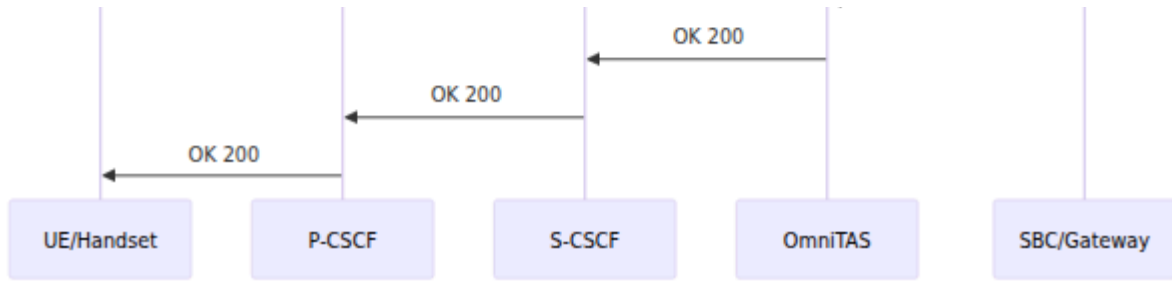 OK 200
OK 200
OK 200
UE/Handset
P-CSCF
S-CSCF
OmniTAS
SBC/Gateway